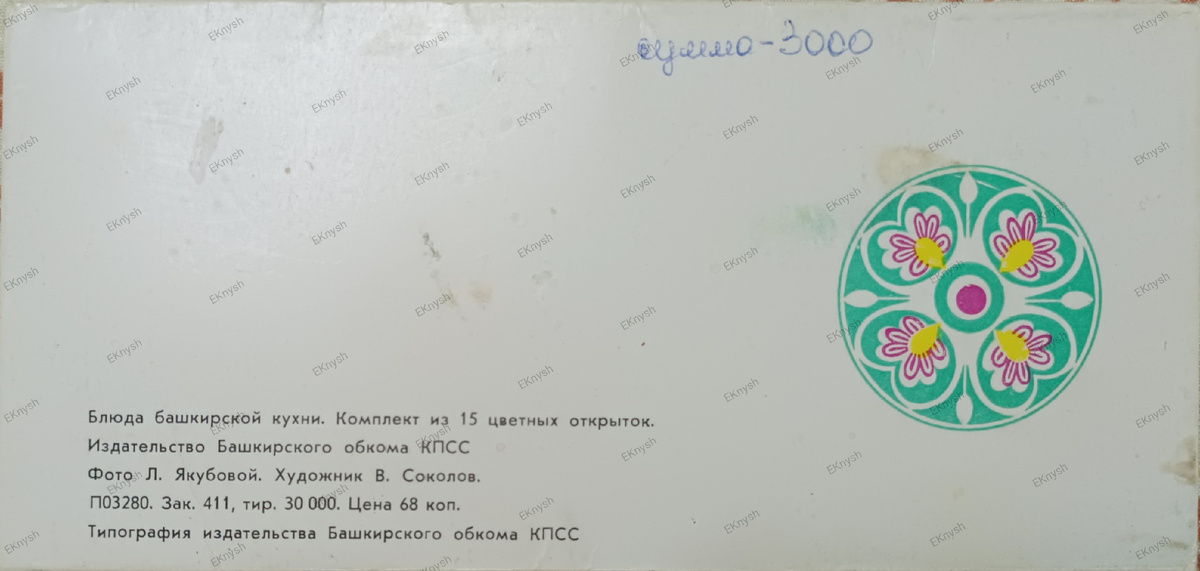 сумма-3000
Блюда башкирской кухни. Комплект из 15 цветных открыток.
Издательство Башкирского обкома КПСС
Фото Л. Якубовой. Художник В. Соколов.
П03280. Зак. 411, тир. 30 000. Цена 68 коп.
Типография издательства Башкирского обкома КПСС
EKnysh